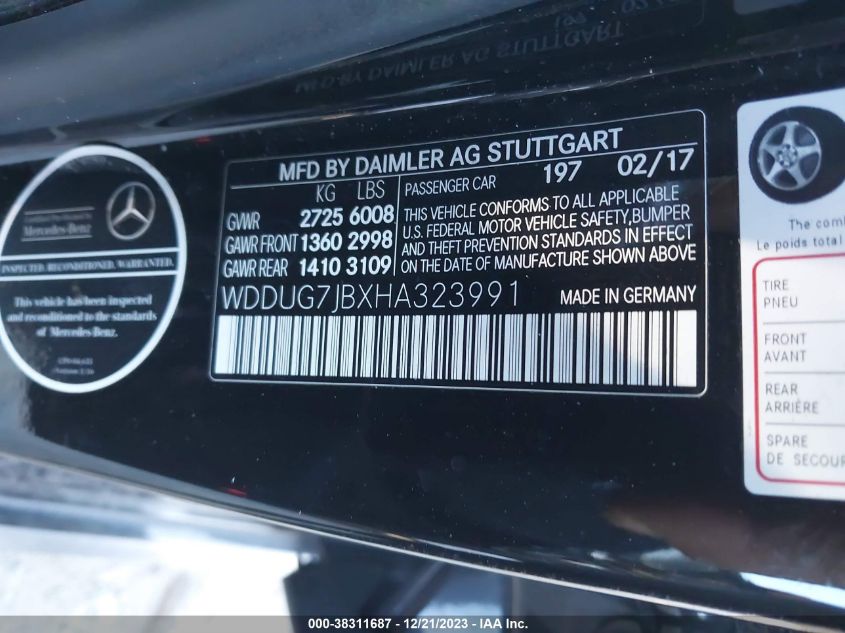 MFD BY DAIMLER AG STUTTGART
197 02/17
KG LBS
GVWR 2725 6008
GAWR FRONT 1360 2998
GAWR REAR 1410 3109
PASSENGER CAR
THIS VEHICLE CONFORMS TO ALL APPLICABLE
U.S. FEDERAL MOTOR VEHICLE SAFETY,BUMPER
AND THEFT PREVENTION STANDARDS IN EFFECT
ON THE DATE OF MANUFACTURE SHOWN ABOVE
WDDUG7JBXHA323991
MADE IN GERMANY
Mercedes-Benz
INSPECTED. RECONDITIONED. WARRANTED.
This vehicle has been inspected
and reconditioned to the standards
of Mercedes-Benz.
The com
Le poids total
TIRE
PNEU
FRONT
AVANT
REAR
ARRIÈRE
SPARE
DE SECOUR
000-38311687 - 12/21/2023 - © IAA, Inc.